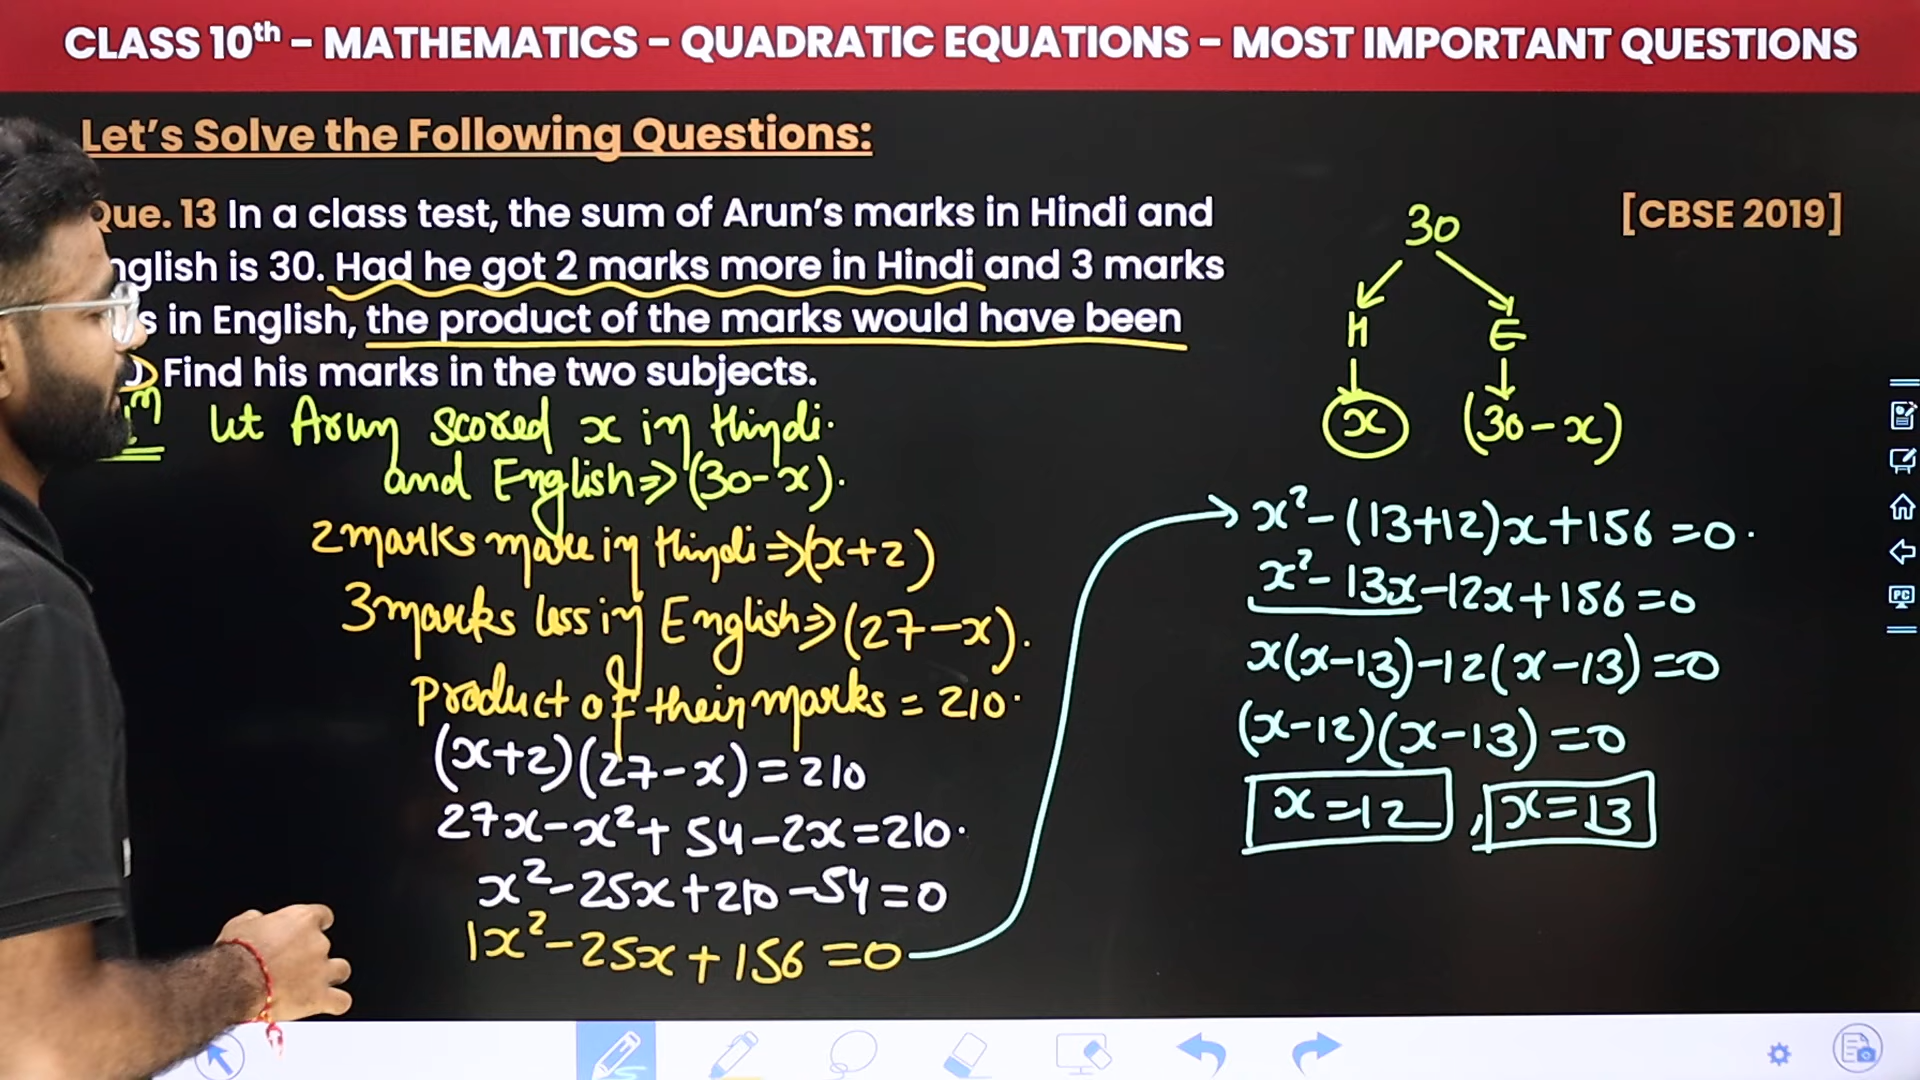 CLASS 10th - MATHEMATICS - QUADRATIC EQUATIONS - MOST IMPORTANT QUESTIONS
Let's Solve the Following Questions:
Que. 13 In a class test, the sum of Arun's marks in Hindi and
nglish is 30. Had he got 2 marks more in Hindi and 3 marks
s in English, the product of the marks would have been
Find his marks in the two subjects.
[CBSE 2019]
Let Arun scored x in Hindi.
and English ⇒ (30-x).
2 marks more in Hindi ⇒ (x+2)
3 marks less in English ⇒ (27-x).
Product of their marks = 210.
(x+2)(27-x)=210
27x-x²+54-2x=210.
x²-25x+210-54=0
1x²-25x+156=0
30
H E
x (30-x)
x²-(13+12)x+156=0.
x²-13x-12x+156=0
x(x-13)-12(x-13)=0
(x-12)(x-13)=0
x=12, x=13
PC